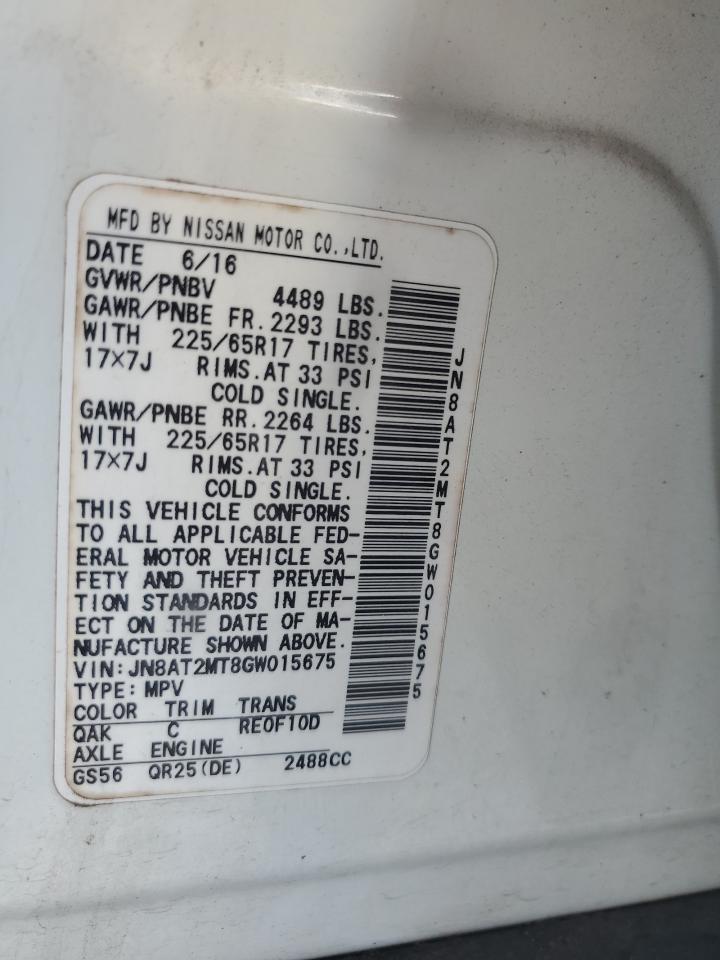 MFD BY NISSAN MOTOR CO.,LTD.
DATE 6/16
GVWR/PNBV 4489 LBS.
GAWR/PNBE FR. 2293 LBS.
WITH 225/65R17 TIRES,
17×7J RIMS.AT 33 PSI
COLD SINGLE.
GAWR/PNBE RR. 2264 LBS.
WITH 225/65R17 TIRES,
17×7J RIMS.AT 33 PSI
COLD SINGLE.
THIS VEHICLE CONFORMS
TO ALL APPLICABLE FED-
ERAL MOTOR VEHICLE SA-
FETY AND THEFT PREVEN-
TION STANDARDS IN EFF-
ECT ON THE DATE OF MA-
NUFACTURE SHOWN ABOVE.
VIN:JN8AT2MT8GW015675
TYPE:MPV
COLOR TRIM TRANS
QAK C RE0F10D
AXLE ENGINE
GS56 QR25(DE) 2488CC
JN8AT2MT8GW015675